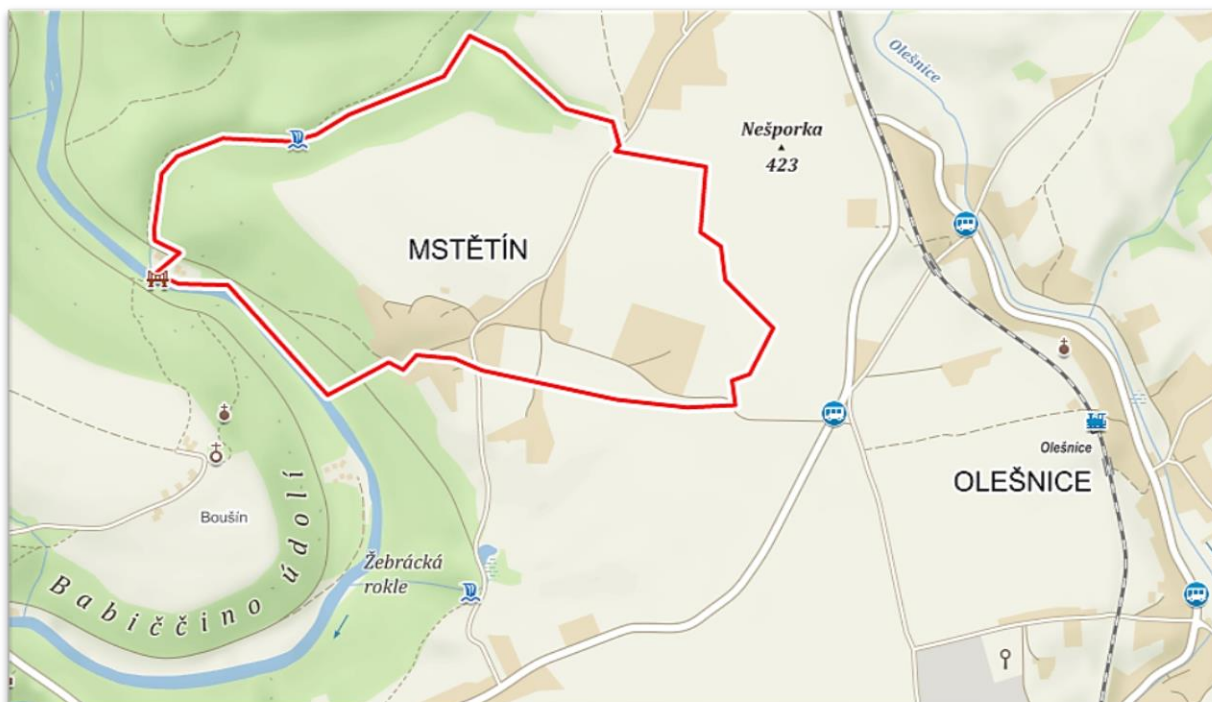 Olešnice
Nešporka
423
MSTĚTÍN
Olešnice
OLEŠNICE
Boušín
Žebrácká
rokle
Babiččino údolí